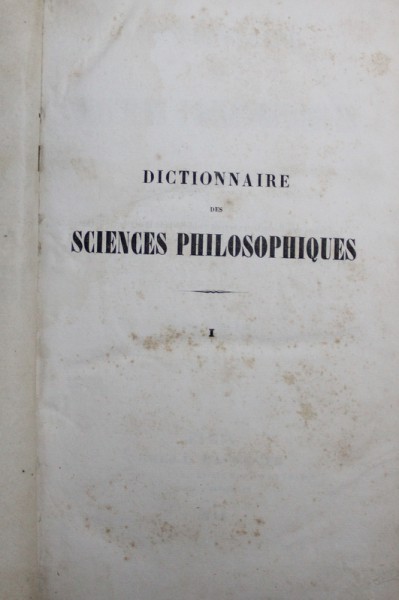 DICTIONNAIRE
DES
SCIENCES PHILOSOPHIQUES
I